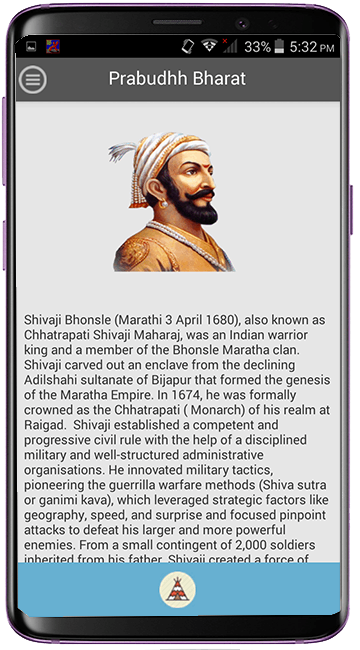 33% 5:32 PM
Prabudhh Bharat
Shivaji Bhonsle (Marathi 3 April 1680), also known as
Chhatrapati Shivaji Maharaj, was an Indian warrior
king and a member of the Bhonsle Maratha clan.
Shivaji carved out an enclave from the declining
Adilshahi sultanate of Bijapur that formed the genesis
of the Maratha Empire. In 1674, he was formally
crowned as the Chhatrapati ( Monarch) of his realm at
Raigad.  Shivaji established a competent and
progressive civil rule with the help of a disciplined
military and well-structured administrative
organisations. He innovated military tactics,
pioneering the guerrilla warfare methods (Shiva sutra
or ganimi kava), which leveraged strategic factors like
geography, speed, and surprise and focused pinpoint
attacks to defeat his larger and more powerful
enemies. From a small contingent of 2,000 soldiers
inherited from his father, Shivaji created a force of